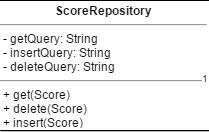 ScoreRepository
- getQuery: String
- insertQuery: String
- deleteQuery: String
1
+ get(Score)
+ delete(Score)
+ insert(Score)